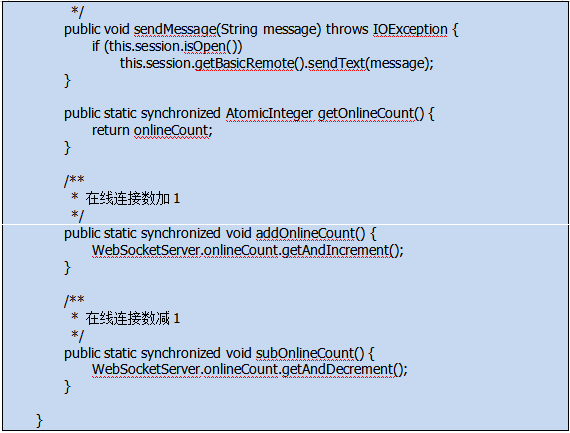 */
public void sendMessage(String message) throws IOException {
if (this.session.isOpen())
this.session.getBasicRemote().sendText(message);
}
public static synchronized AtomicInteger getOnlineCount() {
return onlineCount;
}
/**
* 在线连接数加 1
*/
public static synchronized void addOnlineCount() {
WebSocketServer.onlineCount.getAndIncrement();
}
/**
* 在线连接数减 1
*/
public static synchronized void subOnlineCount() {
WebSocketServer.onlineCount.getAndDecrement();
}
}